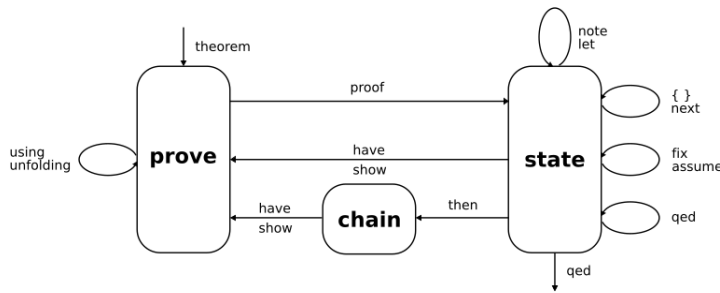 theorem
note
let
proof
{ }
next
using
unfolding
prove
have
show
state
fix
assume
have
show
chain
then
qed
qed